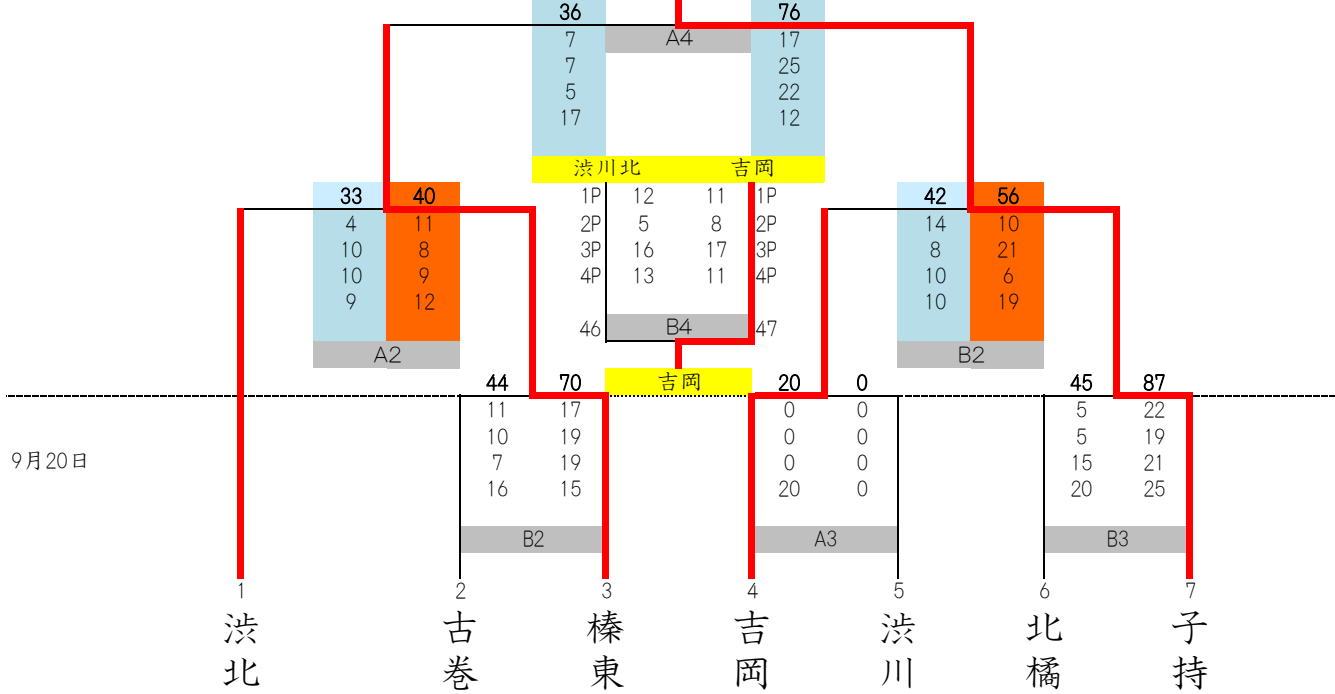 36 76
7 A4 17
7 25
5 22
17 12
渋川北 吉岡
33 40 1P 12 11 1P 42 56
4 11 2P 5 8 2P 14 10
10 8 3P 16 17 3P 8 21
10 9 4P 13 11 4P 10 6
9 12 10 19
46 B4 47
A2 B2
44 70 吉岡 20 0 45 87
11 17 0 0 5 22
10 19 0 0 5 19
9月20日 7 19 0 0 15 21
16 15 20 0 20 25
B2 A3 B3
1 2 3 4 5 6 7
渋北 古巻 榛東 吉岡 渋川 北橘 子持